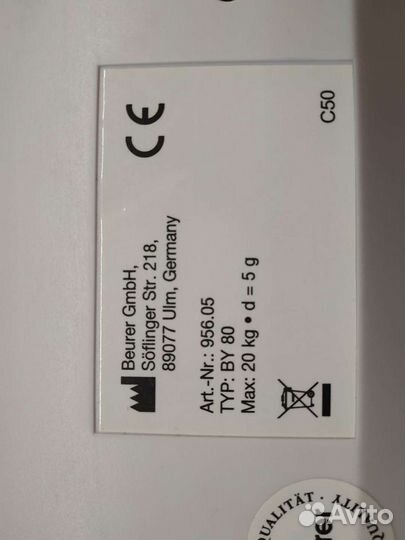 CE
C50
Beurer GmbH,
Söflinger Str. 218,
89077 Ulm, Germany
Art.-Nr.: 956.05
TYP: BY 80
Max: 20 kg • d = 5 g
QUALITÄT
Avito